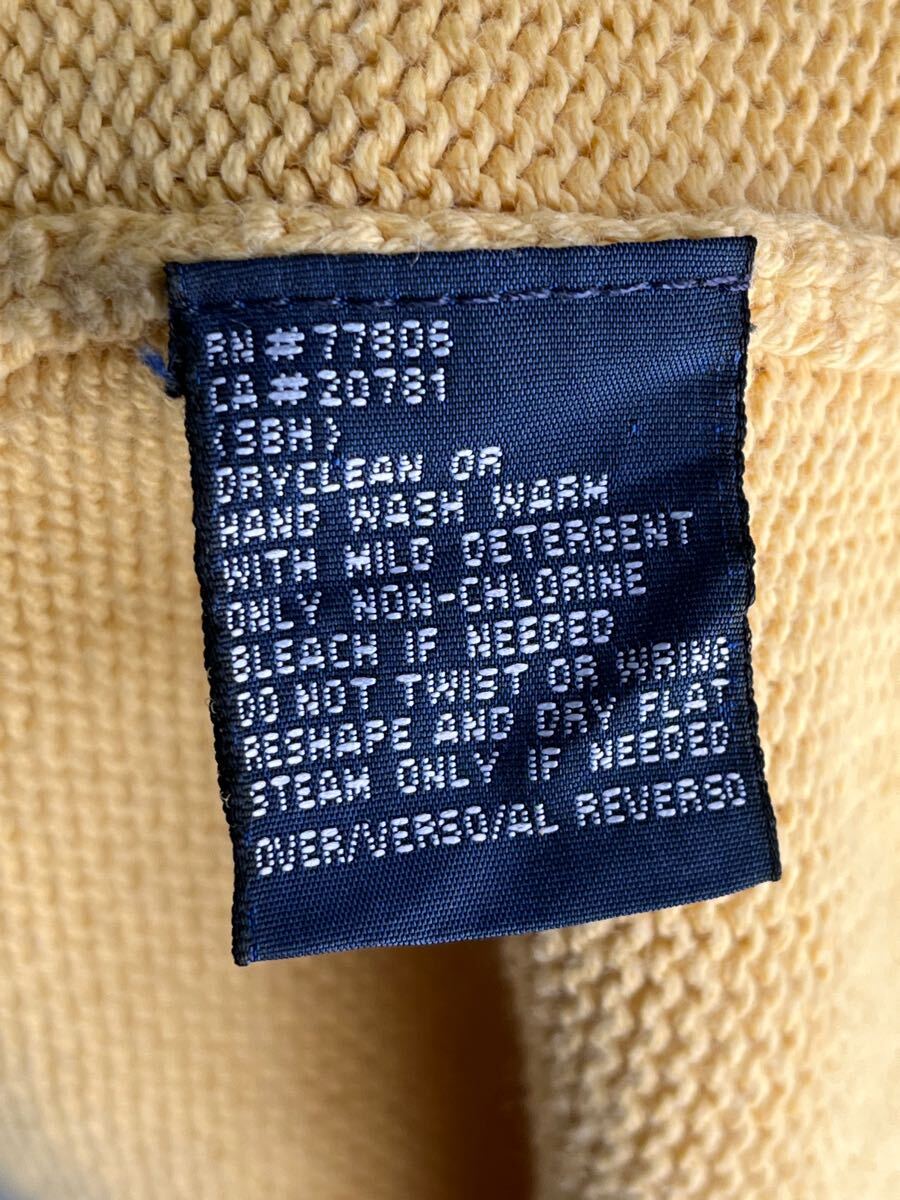 RN#77806
CA#20781
(EBH)
DRYCLEAN OR
HAND WASH WARM
WITH MILD DETERGENT
ONLY NON-CHLORINE
BLEACH IF NEEDED
DO NOT TWIST OR WRING
RESHAPE AND DRY FLAT
STEAM ONLY IF NEEDED
OVER/VERSO/AL REVERSO